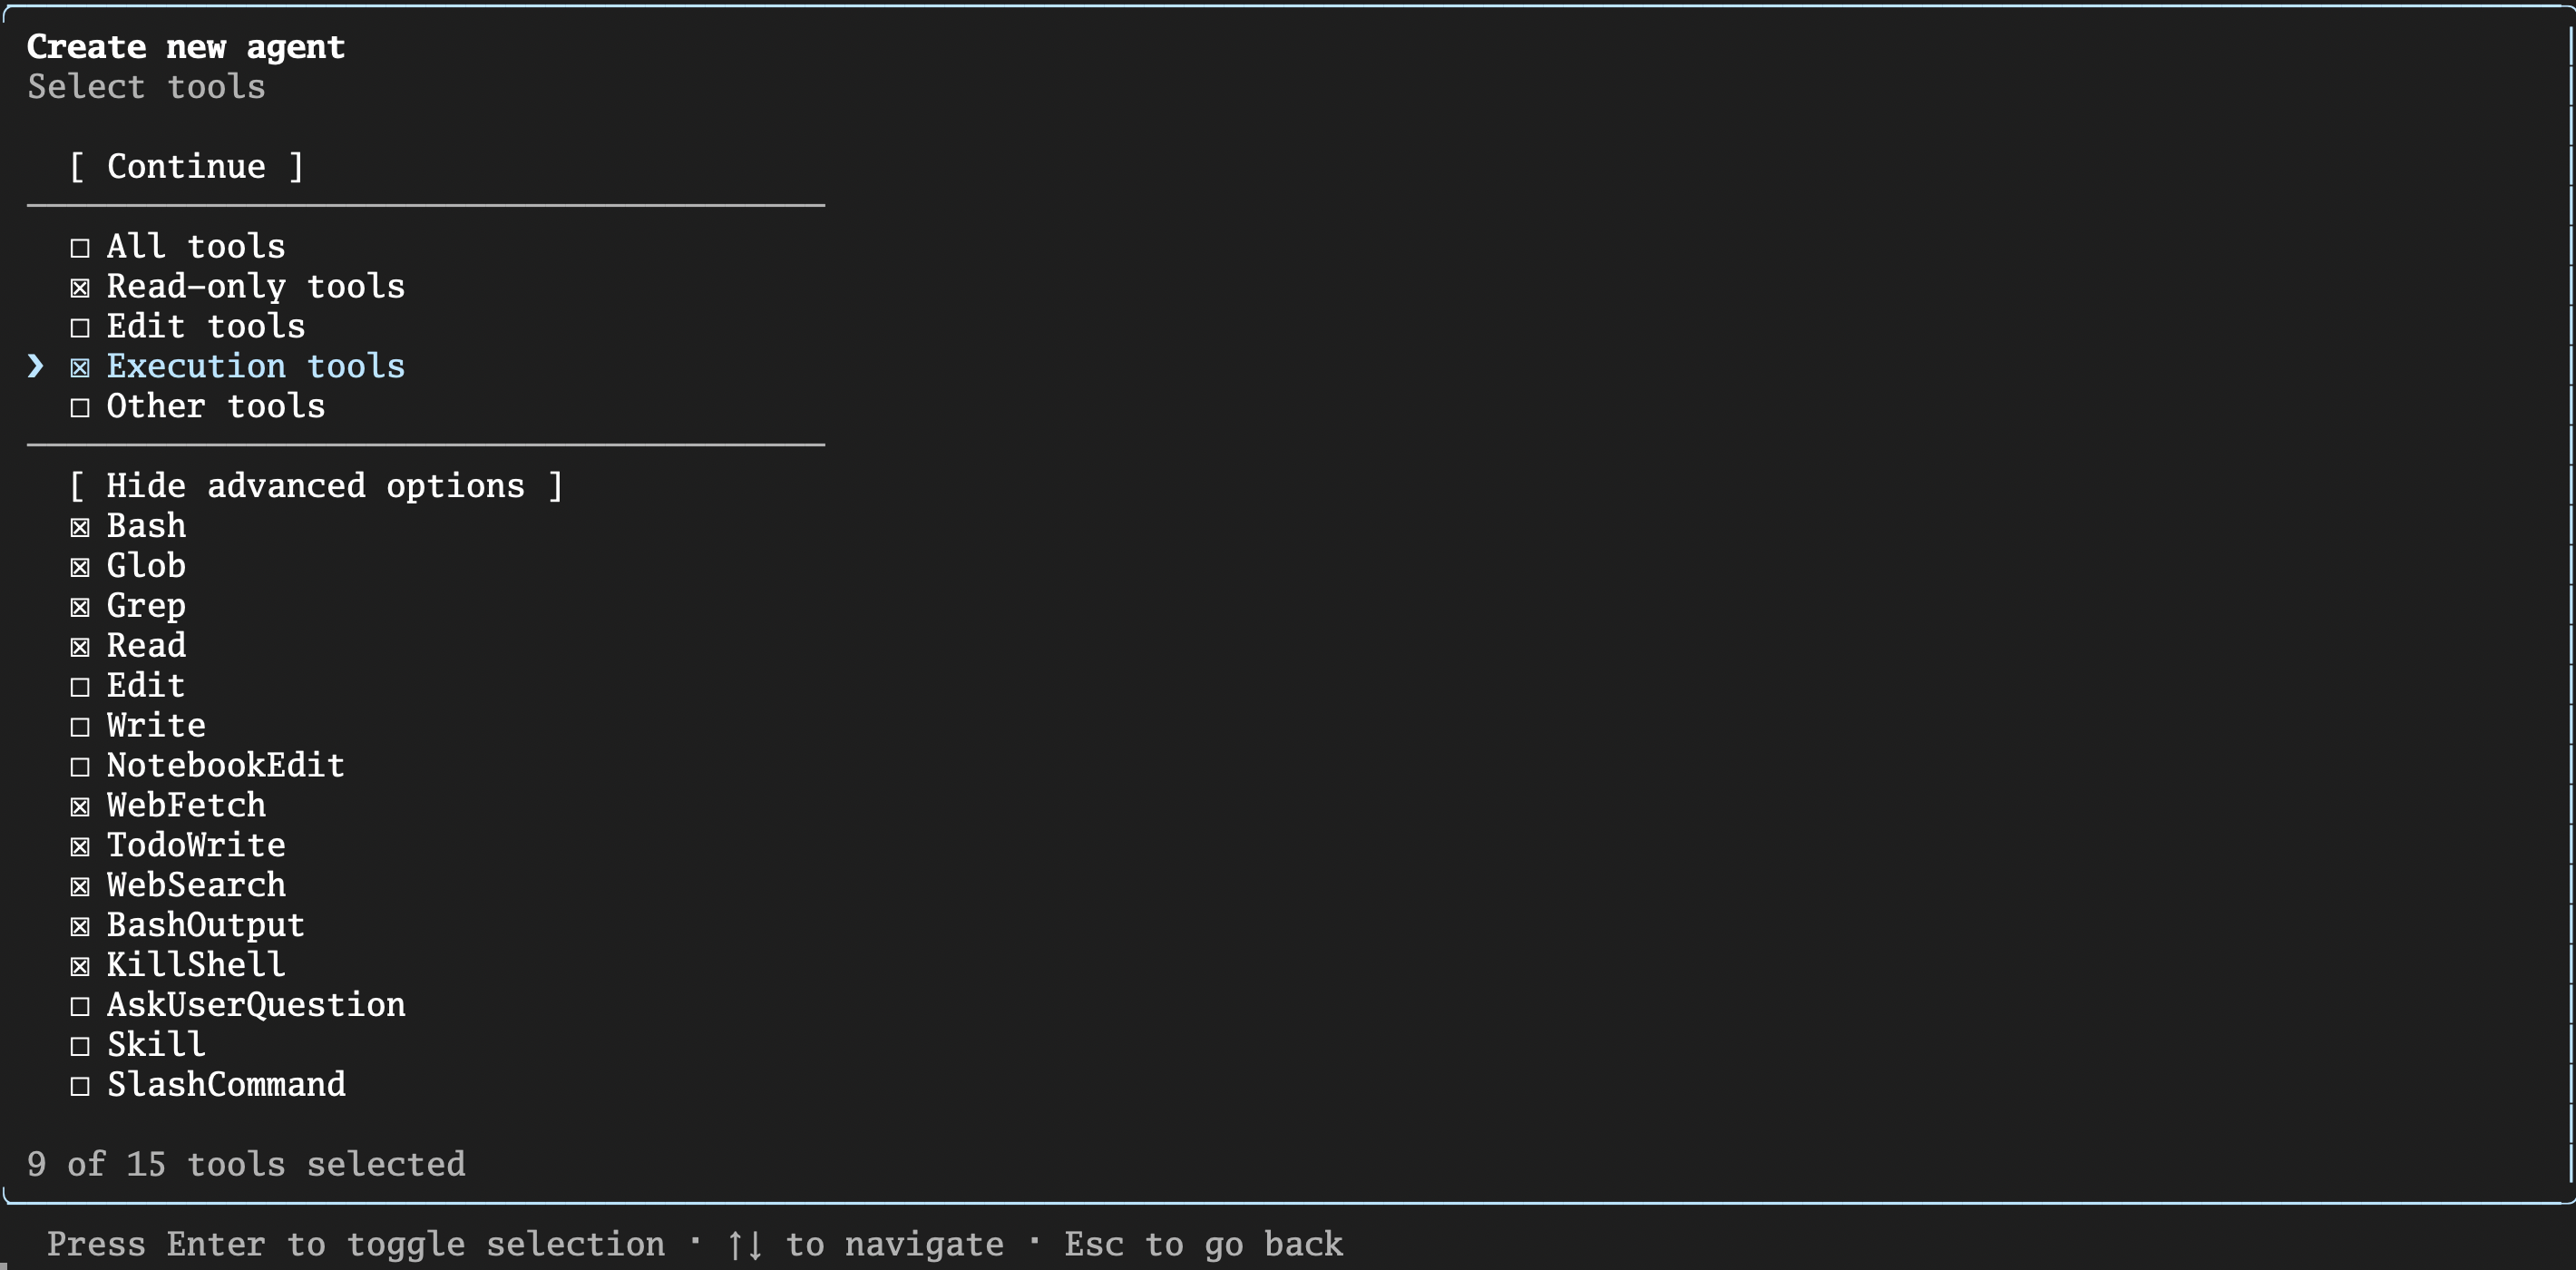 Create new agent
Select tools
[ Continue ]
☐ All tools
☒ Read-only tools
☐ Edit tools
❯ ☒ Execution tools
☐ Other tools
[ Hide advanced options ]
☒ Bash
☒ Glob
☒ Grep
☒ Read
☐ Edit
☐ Write
☐ NotebookEdit
☒ WebFetch
☒ TodoWrite
☒ WebSearch
☒ BashOutput
☒ KillShell
☐ AskUserQuestion
☐ Skill
☐ SlashCommand
9 of 15 tools selected
Press Enter to toggle selection · ↑↓ to navigate · Esc to go back